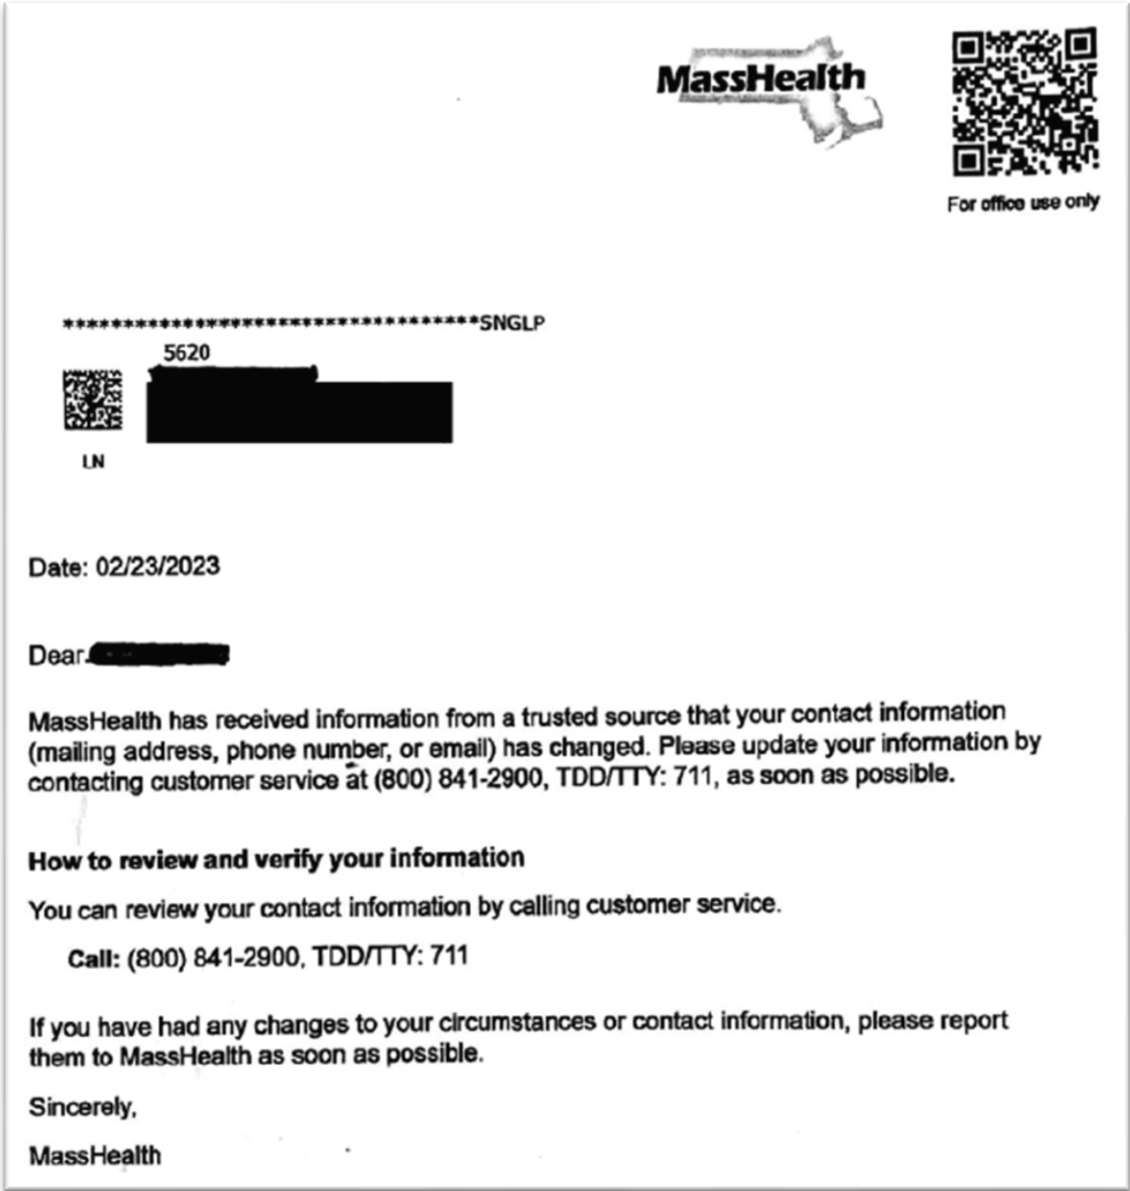 MassHealth
For office use only
**********************************SNGLP
5620
LN
Date: 02/23/2023
Dear
MassHealth has received information from a trusted source that your contact information
(mailing address, phone number, or email) has changed. Please update your information by
contacting customer service at (800) 841-2900, TDD/TTY: 711, as soon as possible.
How to review and verify your information
You can review your contact information by calling customer service.
Call: (800) 841-2900, TDD/TTY: 711
If you have had any changes to your circumstances or contact information, please report
them to MassHealth as soon as possible.
Sincerely,
MassHealth